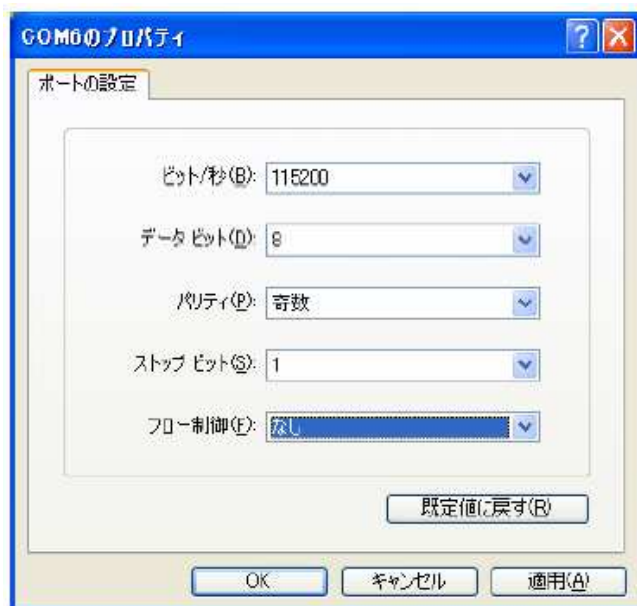 COM6のプロパティ
ポートの設定
ビット/秒(B): 115200
データ ビット(D): 8
パリティ(P): 奇数
ストップ ビット(S): 1
フロー制御(F): なし
既定値に戻す(R)
OK キャンセル 適用(A)